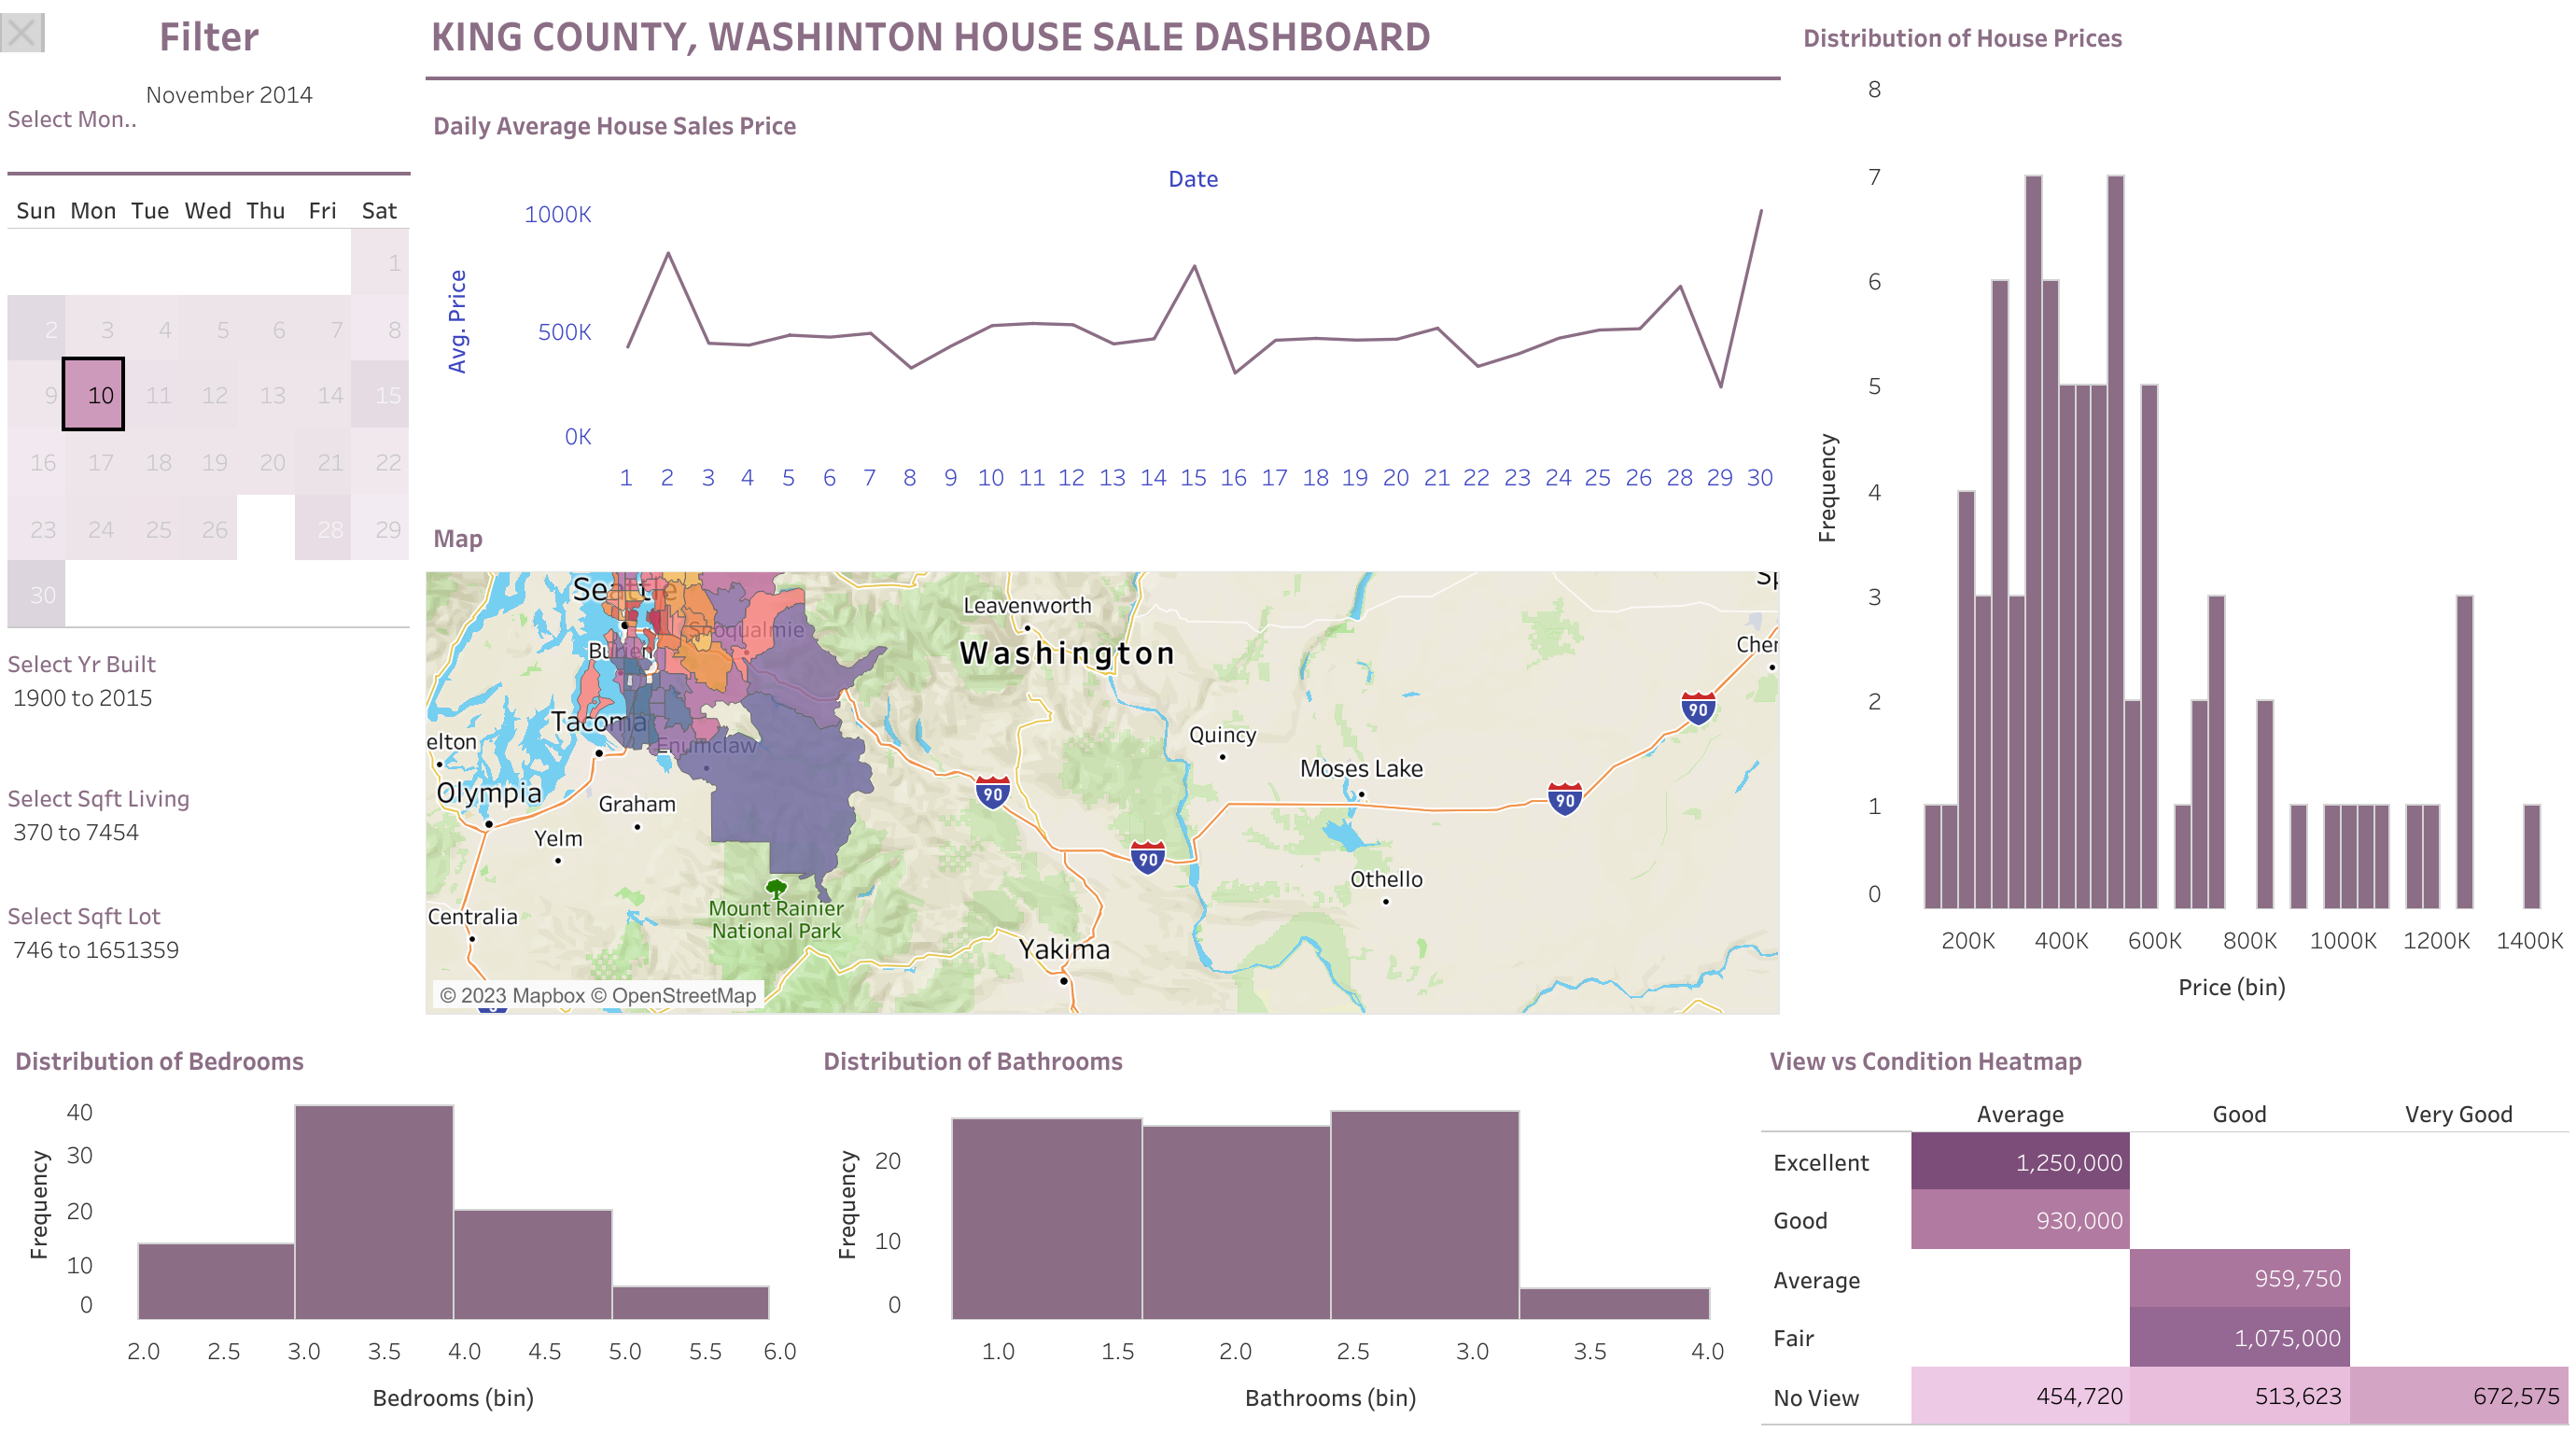 Filter
November 2014
Select Mon..
Sun Mon Tue Wed Thu Fri Sat
1
2 3 4 5 6 7 8
9 10 11 12 13 14 15
16 17 18 19 20 21 22
23 24 25 26 28 29
30
Select Yr Built
1900 to 2015
Select Sqft Living
370 to 7454
Select Sqft Lot
746 to 1651359
KING COUNTY, WASHINTON HOUSE SALE DASHBOARD
Daily Average House Sales Price
Date
Avg. Price
1000K
500K
0K
1 2 3 4 5 6 7 8 9 10 11 12 13 14 15 16 17 18 19 20 21 22 23 24 25 26 28 29 30
Map
Seattle
Sp
Leavenworth
Snoqualmie
Washington
Cher
Burien
90
Tacoma
Enumclaw
elton
Quincy
Moses Lake
Olympia
Graham
90
90
Yelm
90
Othello
Mount Rainier
National Park
Centralia
Yakima
© 2023 Mapbox © OpenStreetMap
Distribution of House Prices
Frequency
8
7
6
5
4
3
2
1
0
200K 400K 600K 800K 1000K 1200K 1400K
Price (bin)
Distribution of Bedrooms
Frequency
40
30
20
10
0
2.0 2.5 3.0 3.5 4.0 4.5 5.0 5.5 6.0
Bedrooms (bin)
Distribution of Bathrooms
Frequency
20
10
0
1.0 1.5 2.0 2.5 3.0 3.5 4.0
Bathrooms (bin)
View vs Condition Heatmap
Average Good Very Good
Excellent 1,250,000
Good 930,000
Average 959,750
Fair 1,075,000
No View 454,720 513,623 672,575